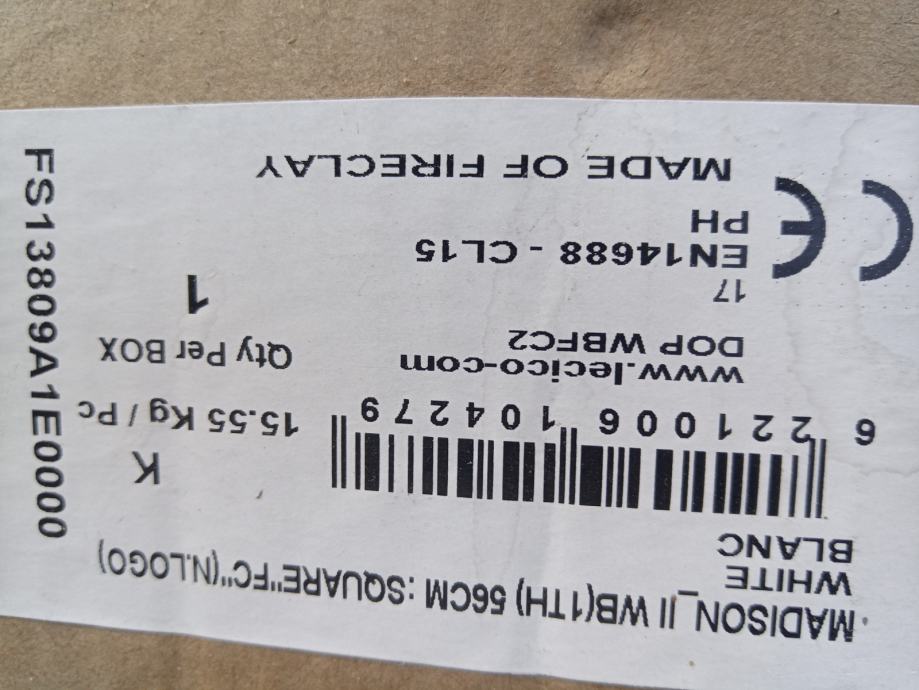 MADISON_II WB(1TH) 56CM : SQUARE"FC"(N.LOGO)
WHITE
BLANC
K
6 221006 104279
15.55 Kg / Pc
www.lecico-com
DOP WBFC2
Qty Per BOX
1
17
EN14688 - CL15
PH
CE
MADE OF FIRECLAY
FS13809A1E0000